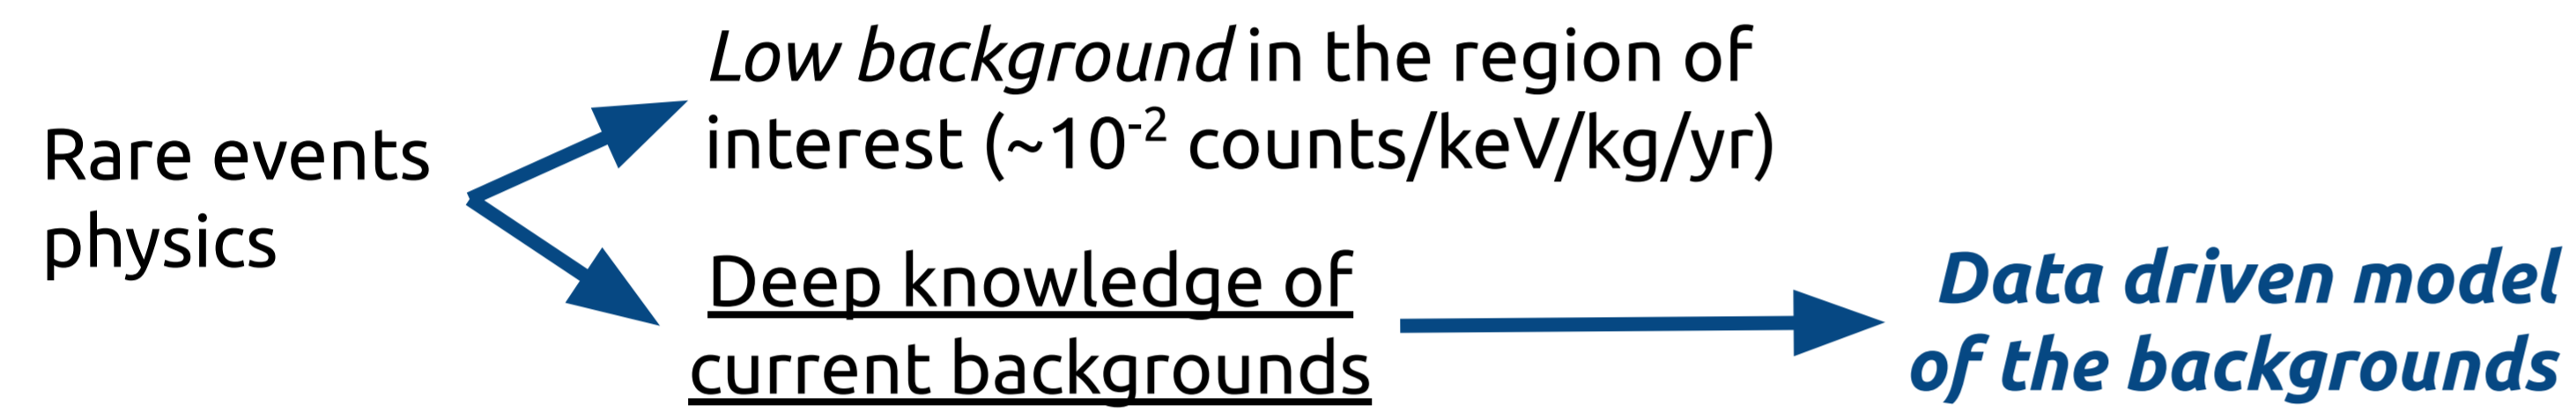 Rare events
physics
Low background in the region of
interest (~10⁻² counts/keV/kg/yr)
Deep knowledge of
current backgrounds
Data driven model
of the backgrounds